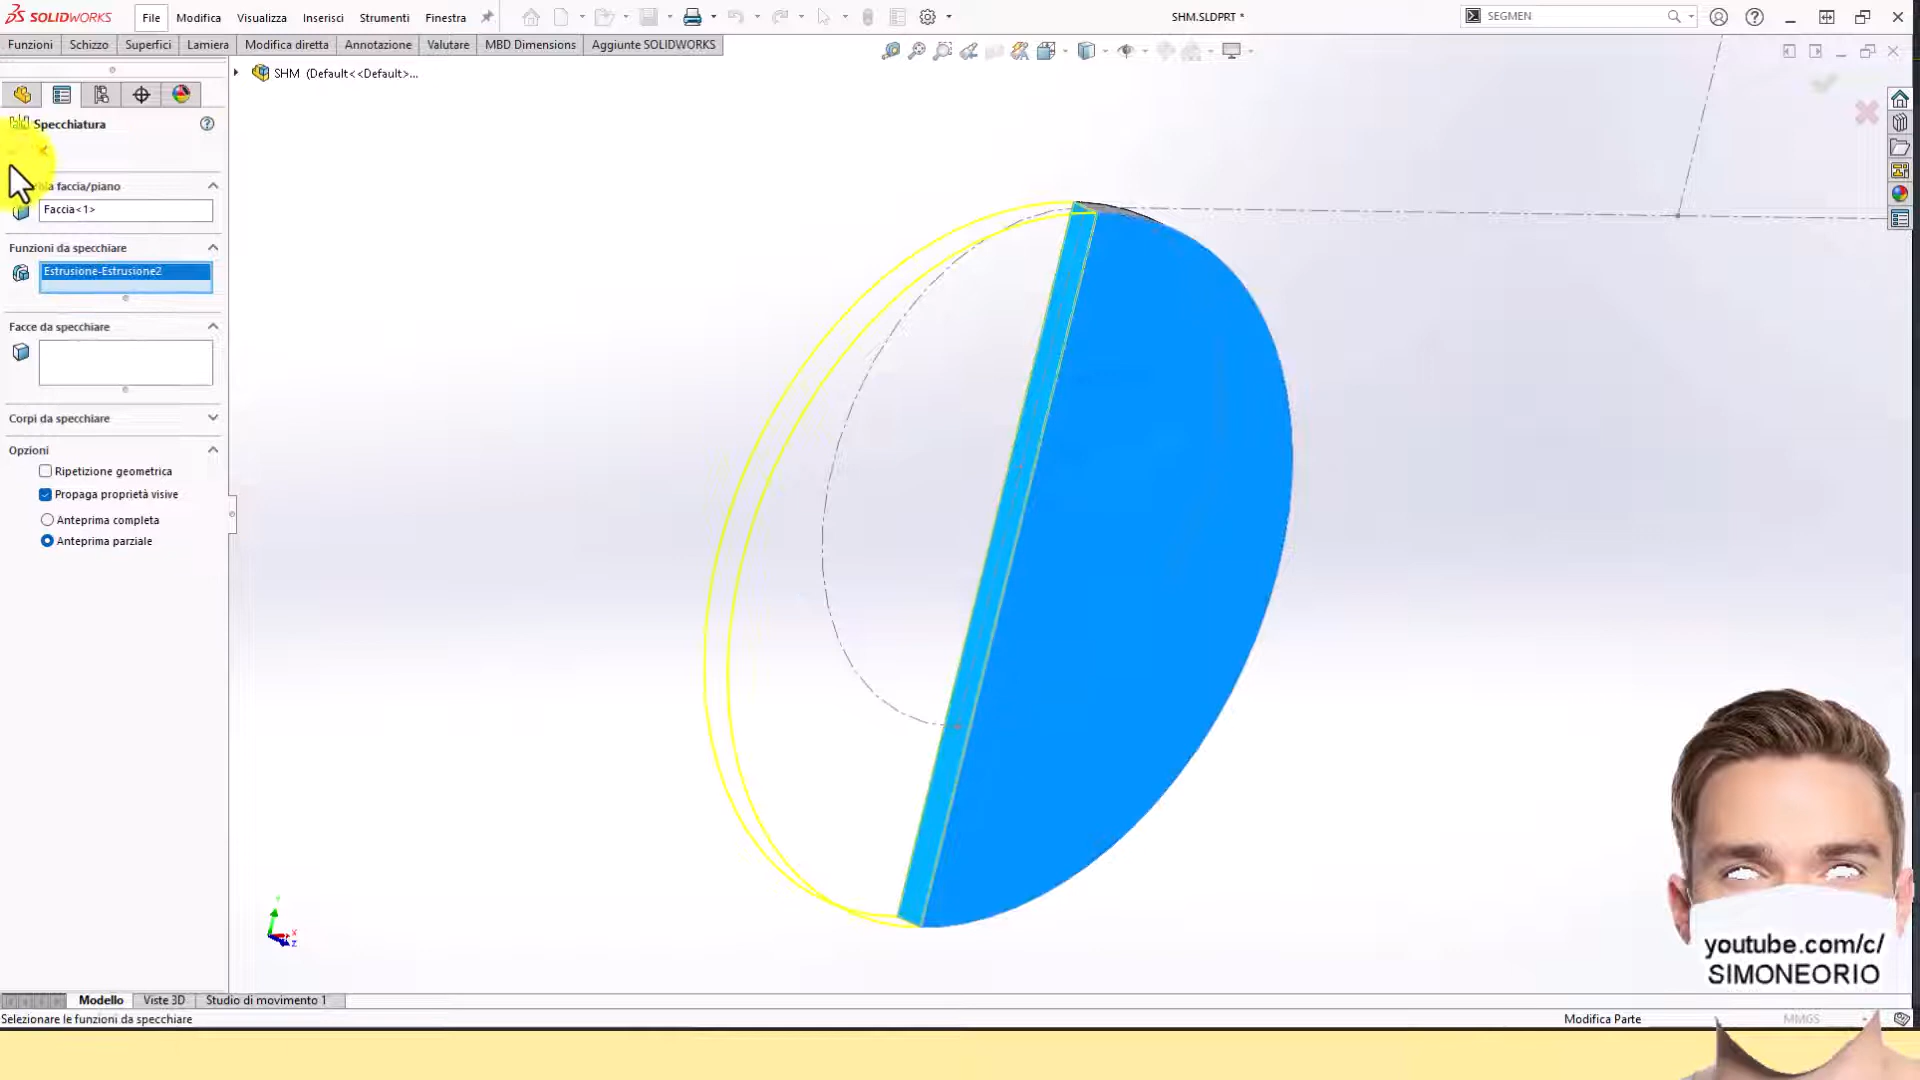 SOLIDWORKS
File
Modifica
Visualizza
Inserisci
Strumenti
Finestra
SHM.SLDPRT *
SEGMEN
Funzioni
Schizzo
Superfici
Lamiera
Modifica diretta
Annotazione
Valutare
MBD Dimensions
Aggiunte SOLIDWORKS
SHM (Default<<Default>...
Specchiatura
faccia/piano
Faccia<1>
Funzioni da specchiare
Estrusione-Estrusione2
Facce da specchiare
Corpi da specchiare
Opzioni
Ripetizione geometrica
Propaga proprietà visive
Anteprima completa
Anteprima parziale
Y
X
Z
youtube.com/c/
SIMONEORIO
Modello
Viste 3D
Studio di movimento 1
Selezionare le funzioni da specchiare
Modifica Parte
MMGS